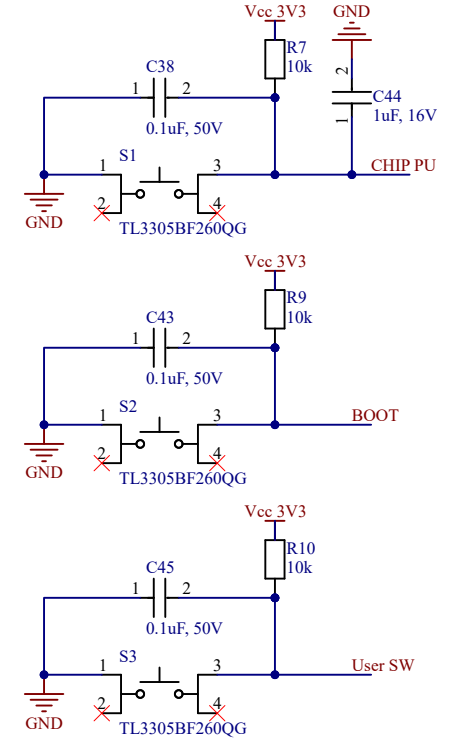 Vcc 3V3 GND
R7
10k
C38
1 2
0.1uF, 50V
2
C44
1uF, 16V
1
S1
1 3
CHIP PU
2 4
GND
TL3305BF260QG
Vcc 3V3
R9
10k
C43
1 2
0.1uF, 50V
S2
1 3
BOOT
2 4
GND
TL3305BF260QG
Vcc 3V3
R10
10k
C45
1 2
0.1uF, 50V
S3
1 3
User SW
2 4
GND
TL3305BF260QG